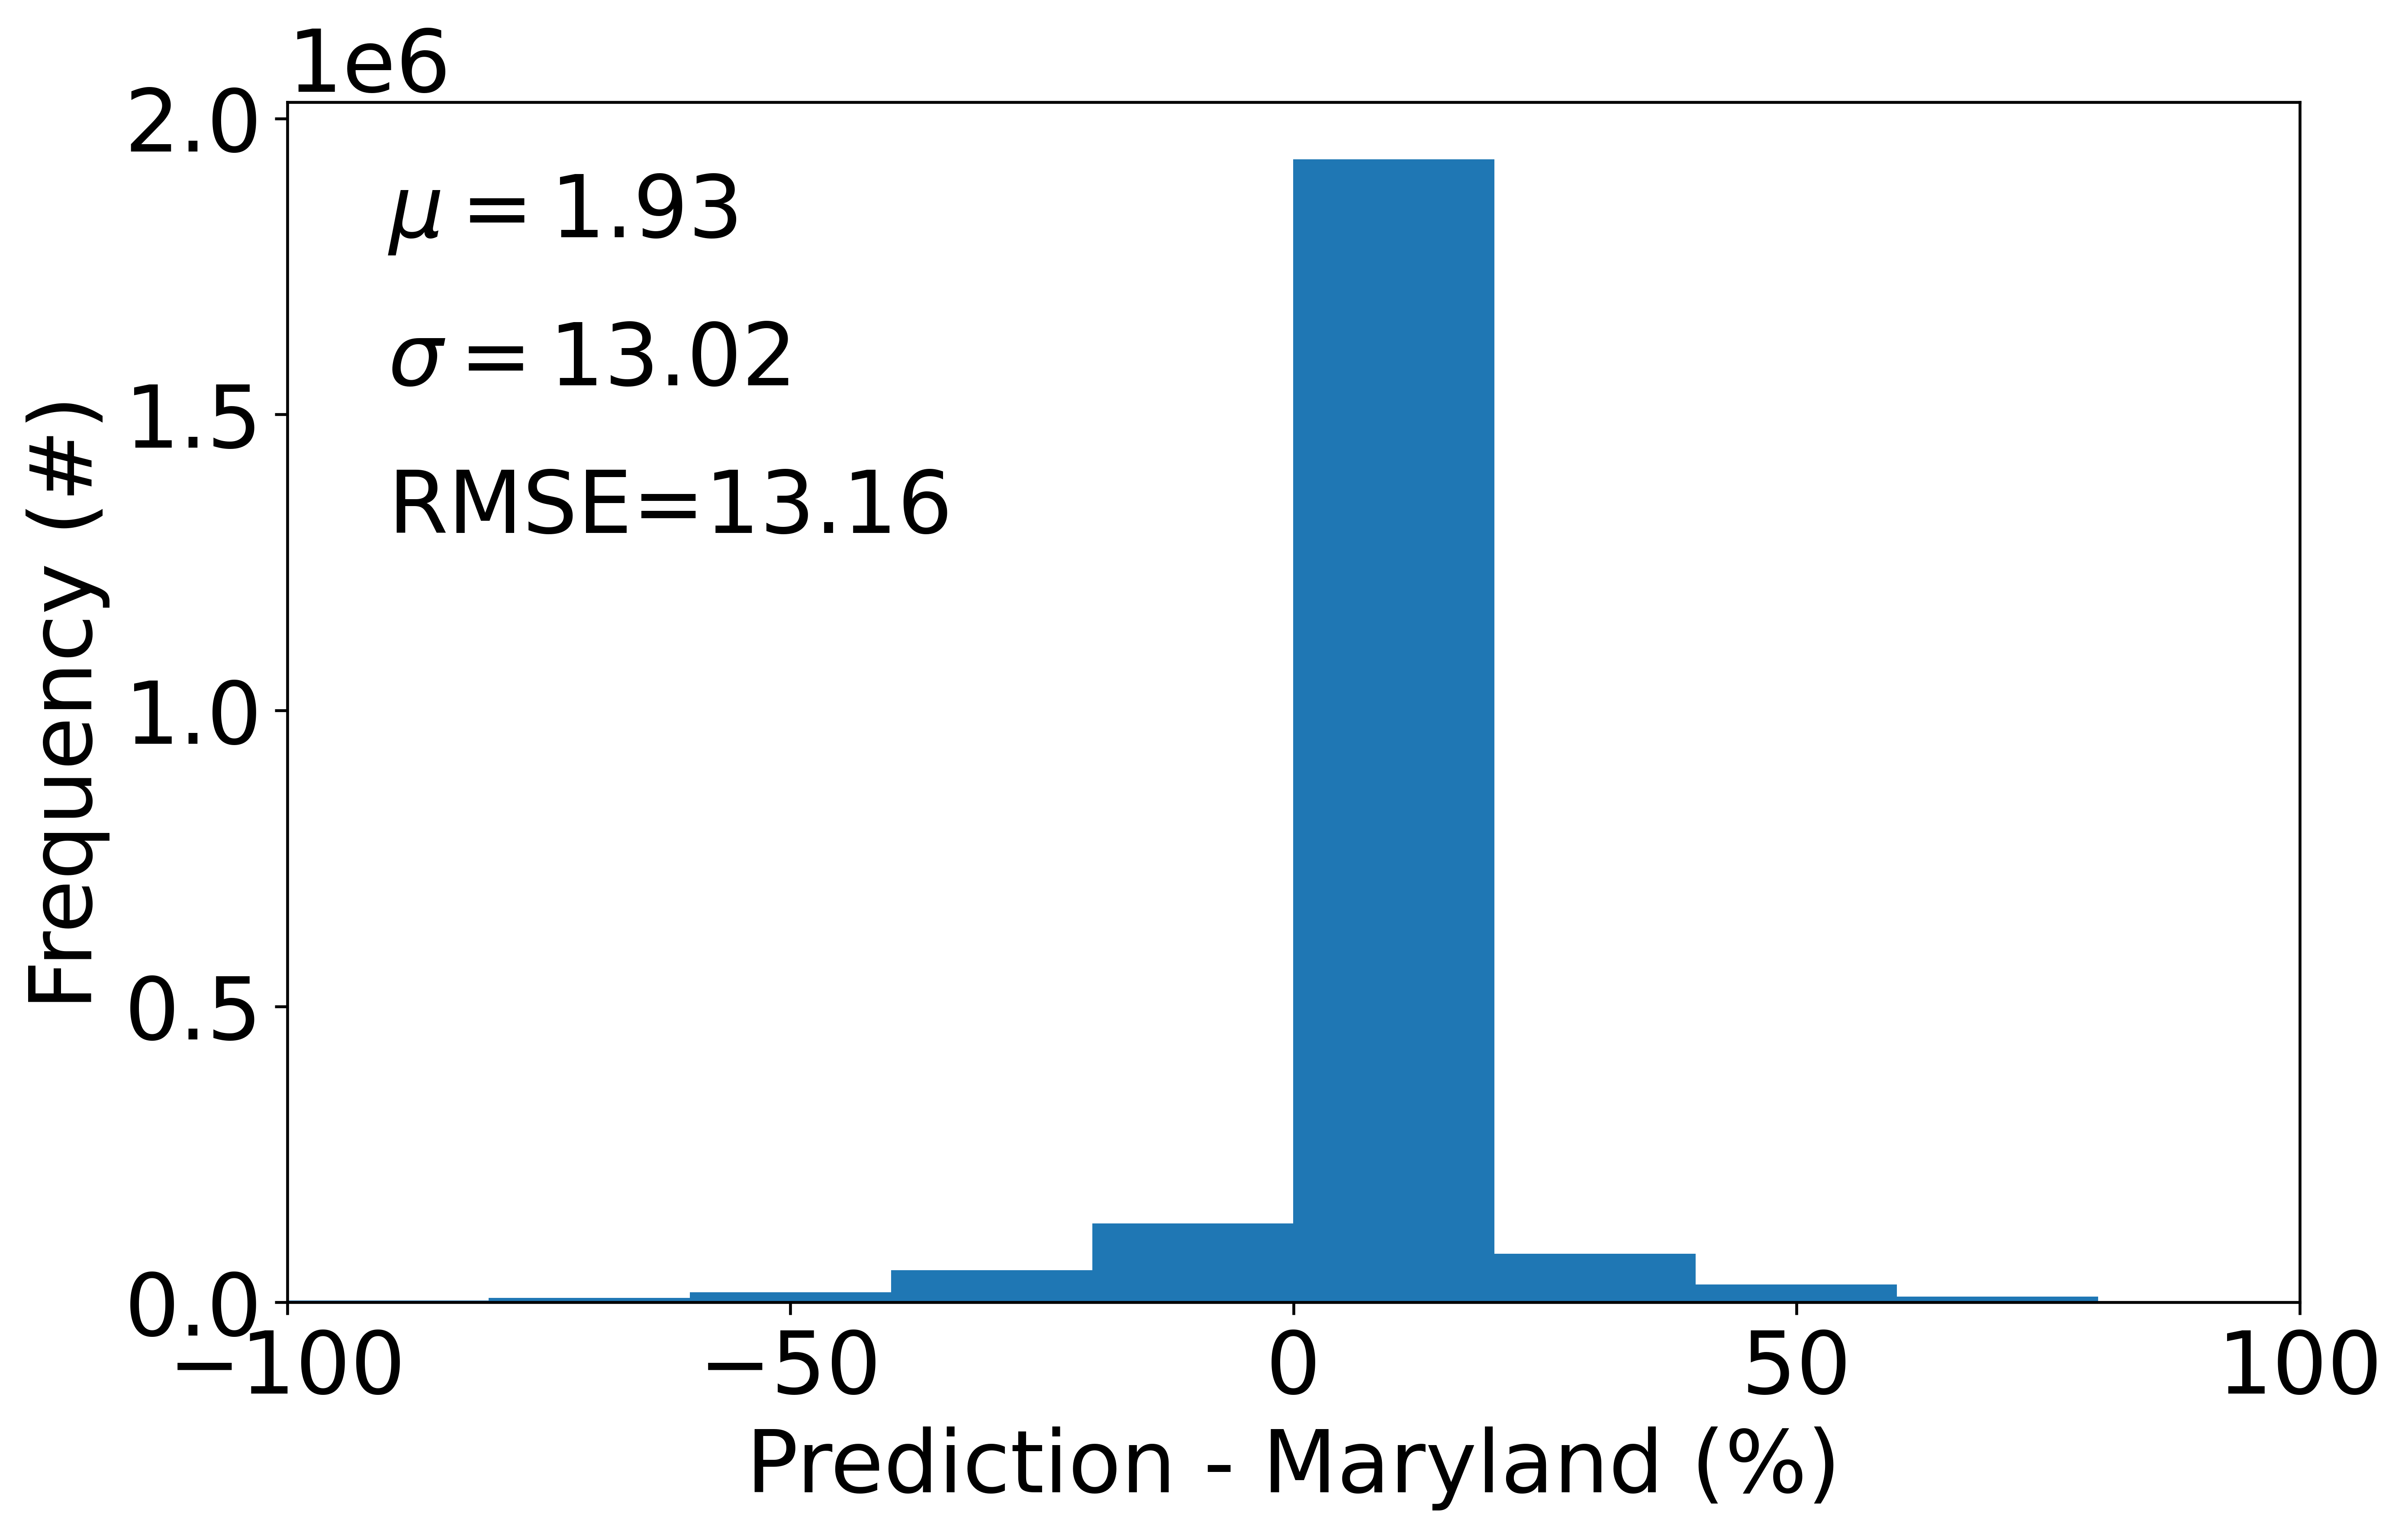 1e6
2.0
1.5
1.0
0.5
0.0
Frequency (#)
μ = 1.93
σ = 13.02
RMSE=13.16
−100 −50 0 50 100
Prediction - Maryland (%)